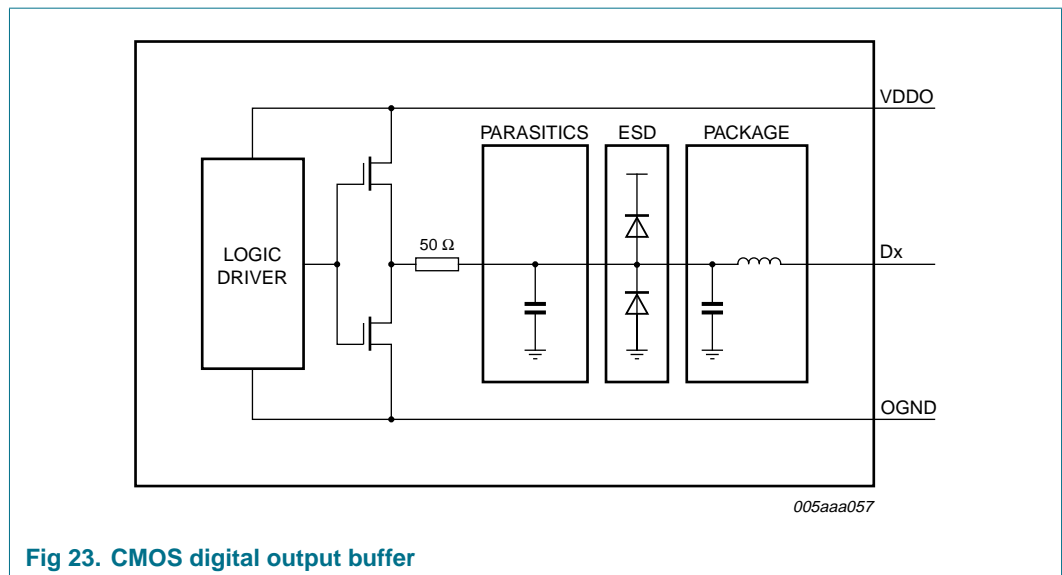 VDDO
PARASITICS
ESD
PACKAGE
LOGIC
DRIVER
50 Ω
Dx
OGND
005aaa057
Fig 23. CMOS digital output buffer